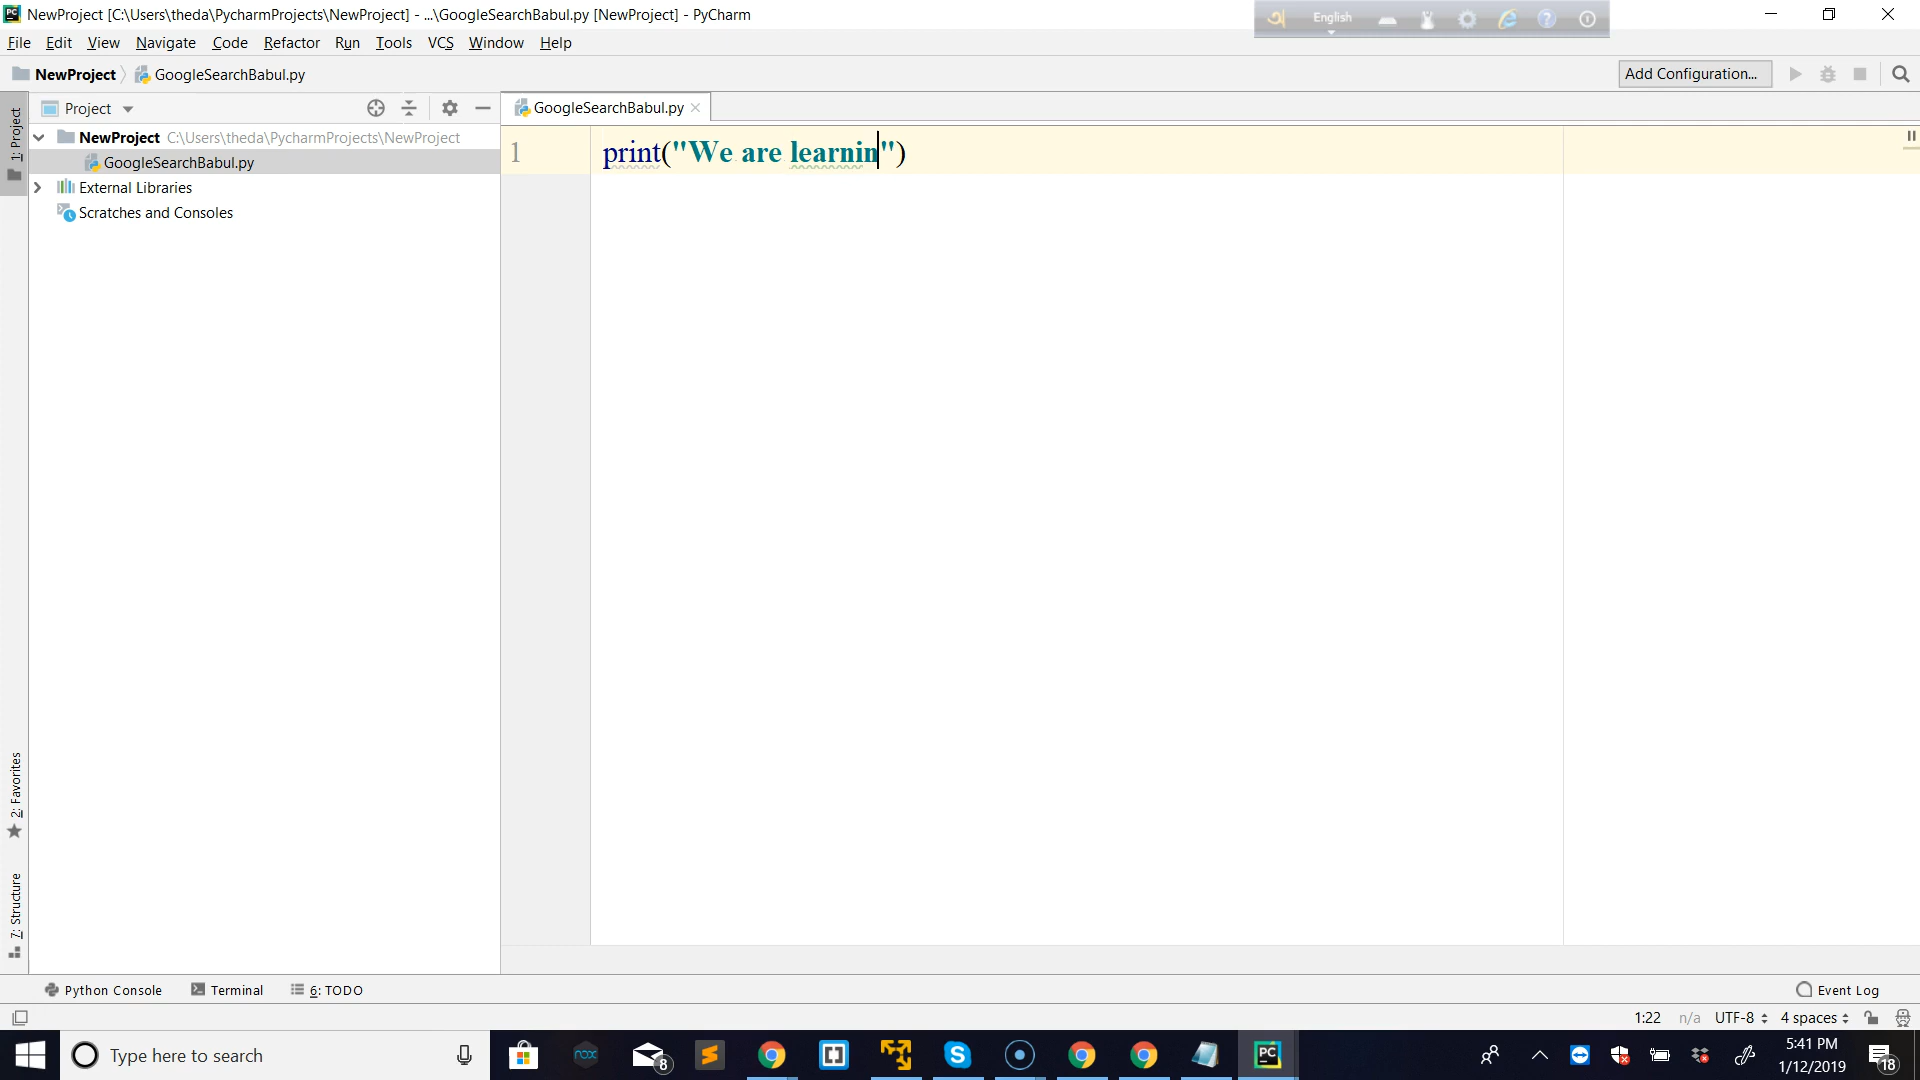 NewProject [C:\Users\theda\PycharmProjects\NewProject] - ...\GoogleSearchBabul.py [NewProject] - PyCharm
English
File Edit View Navigate Code Refactor Run Tools VCS Window Help
NewProject GoogleSearchBabul.py
Add Configuration...
1: Project
Project
GoogleSearchBabul.py
NewProject C:\Users\theda\PycharmProjects\NewProject
GoogleSearchBabul.py
External Libraries
Scratches and Consoles
1 print("We are learnin")
2: Favorites
7: Structure
Python Console Terminal 6: TODO
Event Log
1:22 n/a UTF-8 4 spaces
Type here to search
nox
8
PC
5:41 PM
1/12/2019
18